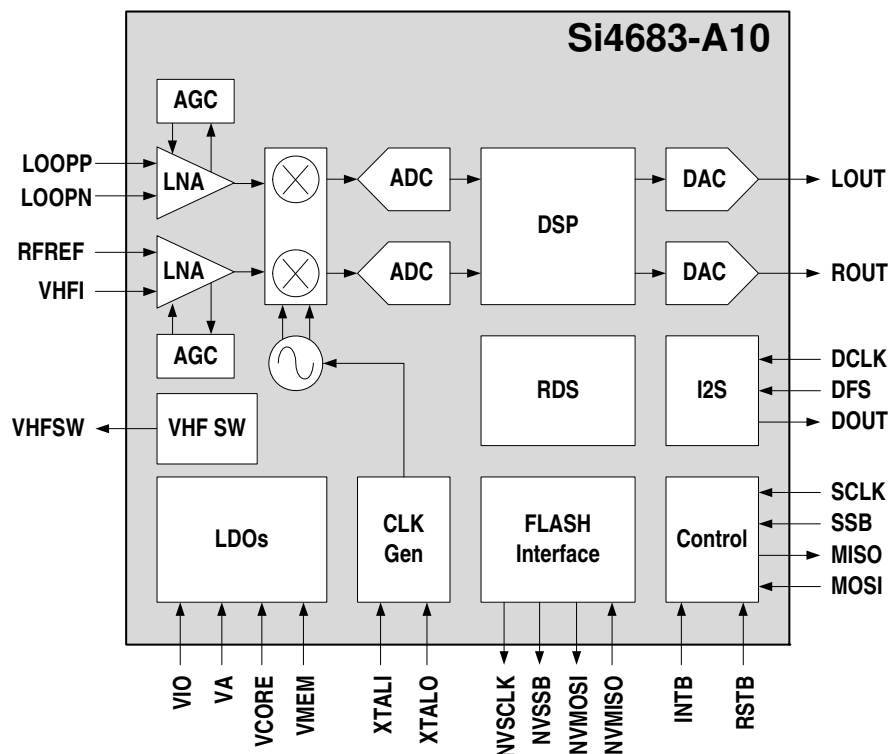 Si4683-A10
AGC
LOOPP
LNA
LOOPN
ADC
DSP
DAC
LOUT
RFREF
LNA
VHFI
ADC
DAC
ROUT
AGC
RDS
I2S
DCLK
DFS
DOUT
VHFSW
VHF SW
LDOs
CLK
Gen
FLASH
Interface
Control
SCLK
SSB
MISO
MOSI
VIO
VA
VCORE
VMEM
XTALI
XTALO
NVSCLK
NVSSB
NVMOSI
NVMISO
INTB
RSTB